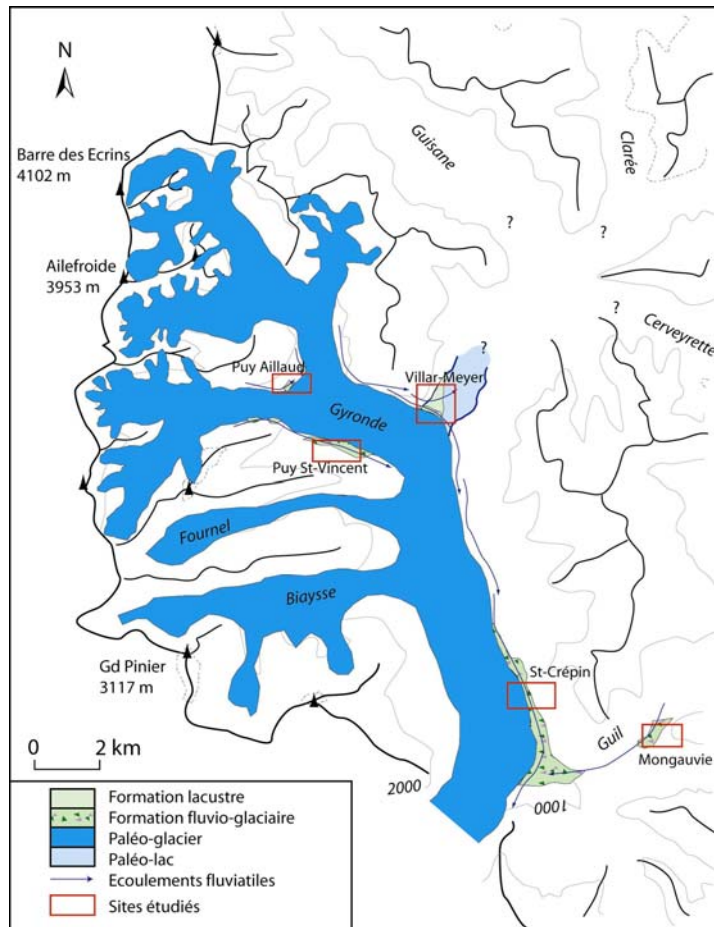 N
Guisane
Clarée
Barre des Ecrins
4102 m
?
?
Ailefroide
3953 m
?
Cerveyrette
?
Puy Aillaud
Villar-Meyer
Gyronde
Puy St-Vincent
Fournel
Biaysse
Gd Pinier
3117 m
St-Crépin
Guil
0 2 km
Mongauvie
2000
1000
Formation lacustre
Formation fluvio-glaciaire
Paléo-glacier
Paléo-lac
Ecoulements fluviatiles
Sites étudiés